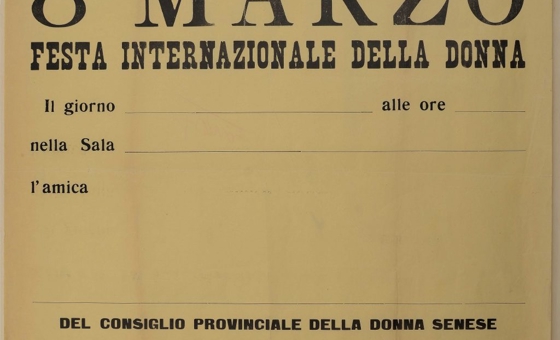 8 MARZO
FESTA INTERNAZIONALE DELLA DONNA
Il giorno alle ore
nella Sala
l'amica
DEL CONSIGLIO PROVINCIALE DELLA DONNA SENESE